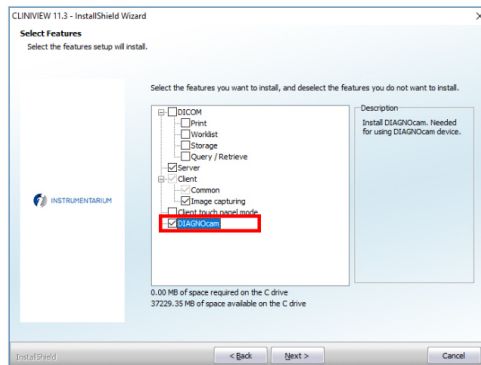 CLINIVIEW 11.3 - InstallShield Wizard
Select Features
Select the features setup will install.
Select the features you want to install, and deselect the features you do not want to install.
DICOM
Print
Worklist
Storage
Query / Retrieve
Server
Client
Common
Image capturing
Client touch panel mode
DIAGNOcam
Description
Install DIAGNOcam. Needed
for using DIAGNOcam device.
INSTRUMENTARIUM
0.00 MB of space required on the C drive
37229.35 MB of space available on the C drive
InstallShield
< Back
Next >
Cancel